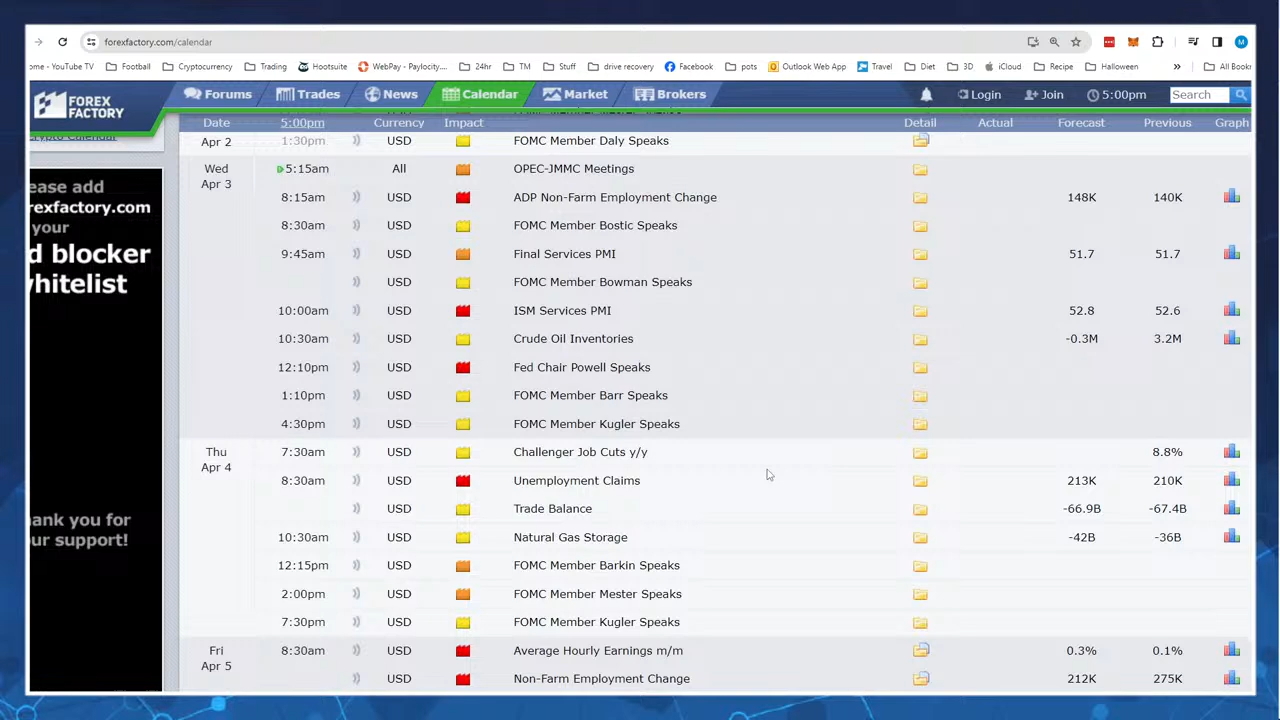 forexfactory.com/calendar
ome - YouTube TV Football Cryptocurrency Trading Hootsuite WebPay - Paylocity.... 24hr TM Stuff drive recovery Facebook pots Outlook Web App Travel Diet 3D iCloud Recipe Halloween » All Bookr
FOREX FACTORY Forums Trades News Calendar Market Brokers Login Join 5:00pm Search
Crypto Calendar
Date 5:00pm Currency Impact Detail Actual Forecast Previous Graph
Apr 2 1:30pm USD FOMC Member Daly Speaks
Wed Apr 3 5:15am All OPEC-JMMC Meetings
8:15am USD ADP Non-Farm Employment Change 148K 140K
8:30am USD FOMC Member Bostic Speaks
9:45am USD Final Services PMI 51.7 51.7
USD FOMC Member Bowman Speaks
10:00am USD ISM Services PMI 52.8 52.6
10:30am USD Crude Oil Inventories -0.3M 3.2M
12:10pm USD Fed Chair Powell Speaks
1:10pm USD FOMC Member Barr Speaks
4:30pm USD FOMC Member Kugler Speaks
Thu Apr 4 7:30am USD Challenger Job Cuts y/y 8.8%
8:30am USD Unemployment Claims 213K 210K
USD Trade Balance -66.9B -67.4B
10:30am USD Natural Gas Storage -42B -36B
12:15pm USD FOMC Member Barkin Speaks
2:00pm USD FOMC Member Mester Speaks
7:30pm USD FOMC Member Kugler Speaks
Fri Apr 5 8:30am USD Average Hourly Earnings m/m 0.3% 0.1%
USD Non-Farm Employment Change 212K 275K
ease add
rexfactory.com
your
d blocker
hitelist
ank you for
ur support!